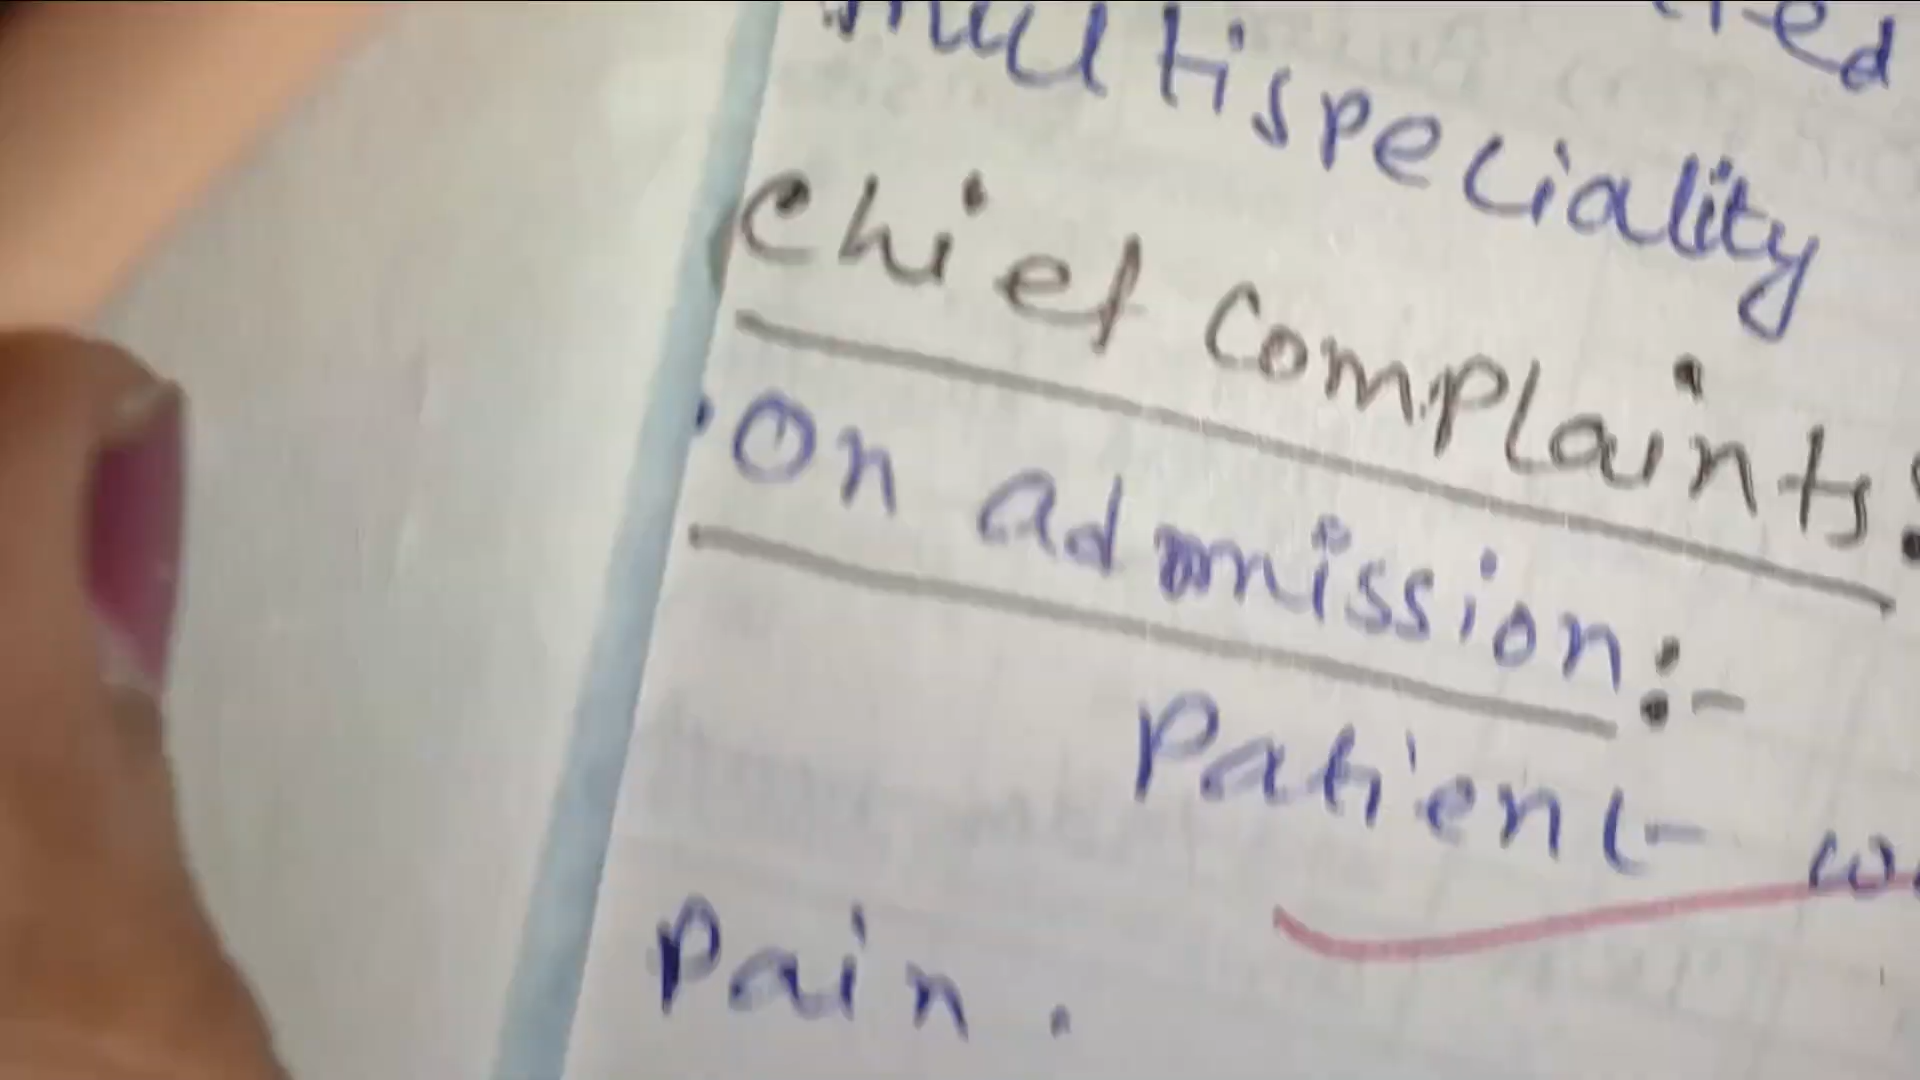 multispeciality
Chief Complaints:
On admission:-
Patient
Pain.